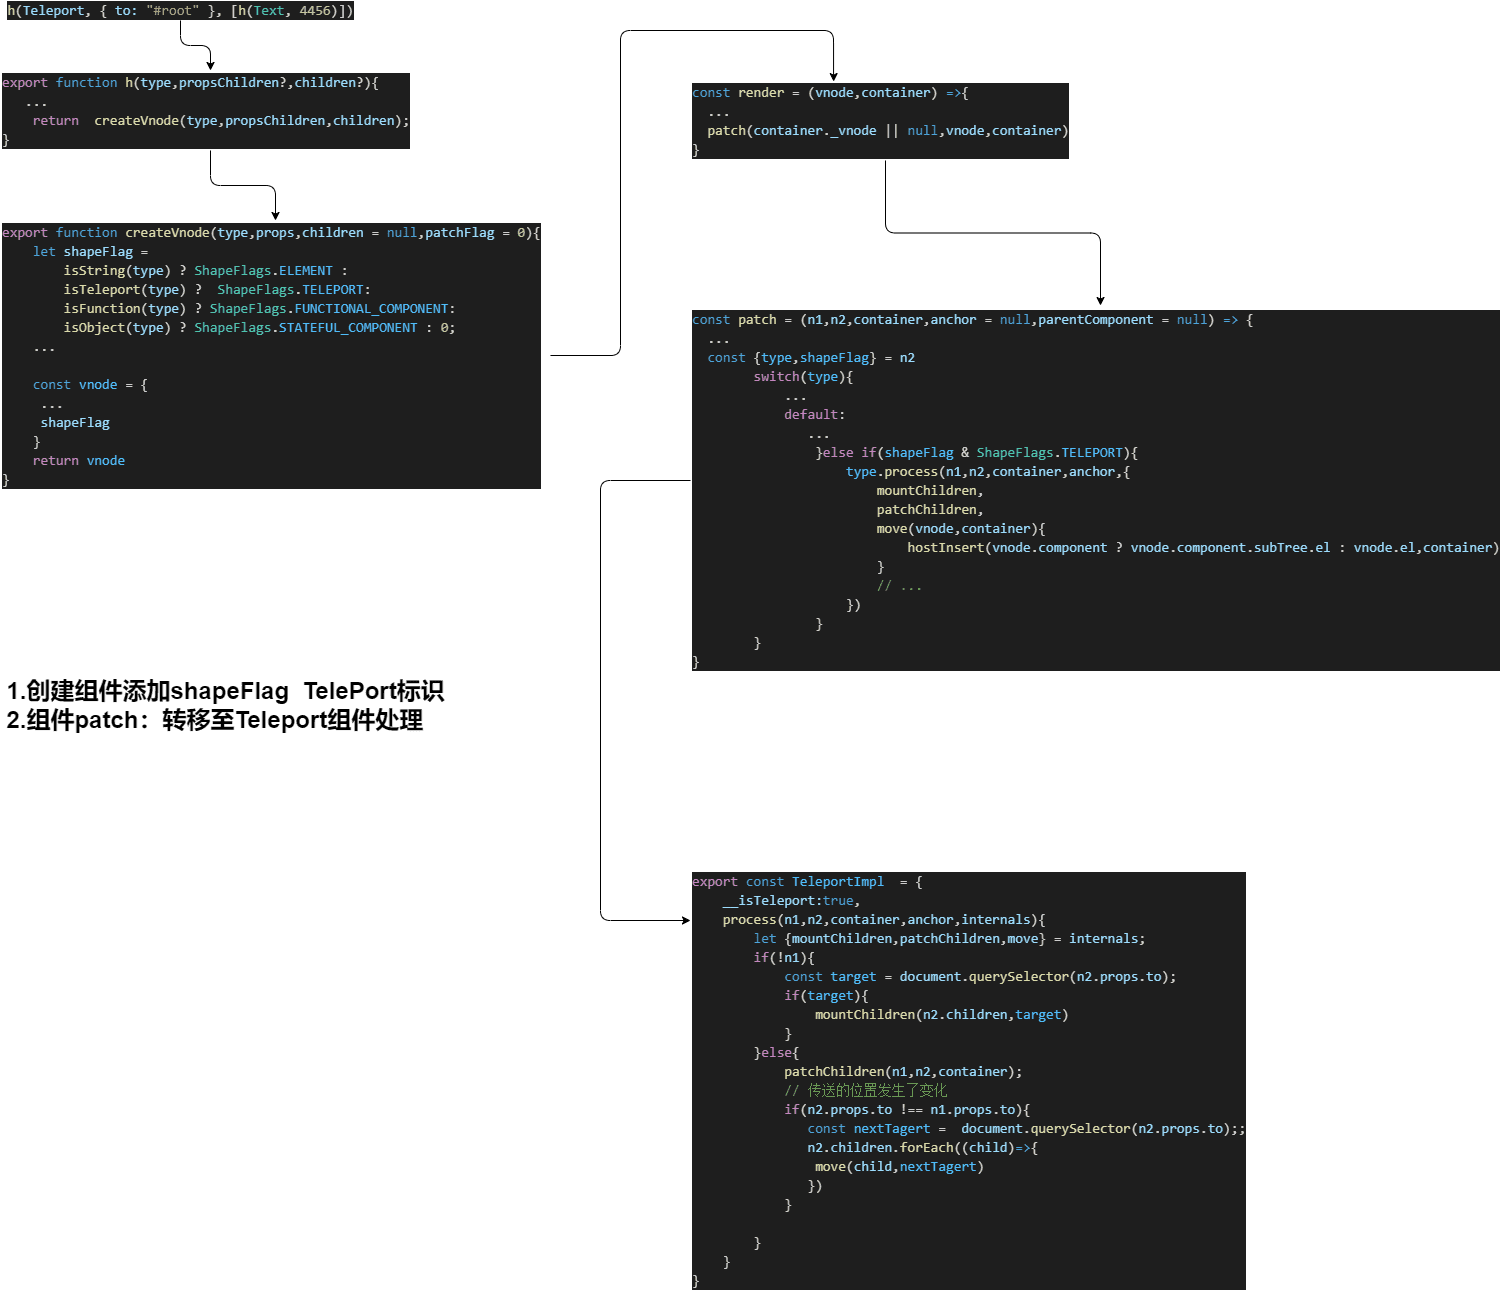 h(Teleport, { to: "#root" }, [h(Text, 4456)])
export function h(type,propsChildren?,children?){
...
return  createVnode(type,propsChildren,children);
}
export function createVnode(type,props,children = null,patchFlag = 0){
let shapeFlag =
isString(type) ? ShapeFlags.ELEMENT :
isTeleport(type) ?  ShapeFlags.TELEPORT:
isFunction(type) ? ShapeFlags.FUNCTIONAL_COMPONENT:
isObject(type) ? ShapeFlags.STATEFUL_COMPONENT : 0;
...
const vnode = {
...
shapeFlag
}
return vnode
}
const render = (vnode,container) =>{
...
patch(container._vnode || null,vnode,container)
}
const patch = (n1,n2,container,anchor = null,parentComponent = null) => {
...
const {type,shapeFlag} = n2
switch(type){
...
default:
...
}else if(shapeFlag & ShapeFlags.TELEPORT){
type.process(n1,n2,container,anchor,{
mountChildren,
patchChildren,
move(vnode,container){
hostInsert(vnode.component ? vnode.component.subTree.el : vnode.el,container)
}
// ...
})
}
}
}
1.创建组件添加shapeFlag  TelePort标识
2.组件patch：转移至Teleport组件处理
export const TeleportImpl  = {
__isTeleport:true,
process(n1,n2,container,anchor,internals){
let {mountChildren,patchChildren,move} = internals;
if(!n1){
const target = document.querySelector(n2.props.to);
if(target){
mountChildren(n2.children,target)
}
}else{
patchChildren(n1,n2,container);
// 传送的位置发生了变化
if(n2.props.to !== n1.props.to){
const nextTagert =  document.querySelector(n2.props.to);;
n2.children.forEach((child)=>{
move(child,nextTagert)
})
}
}
}
}